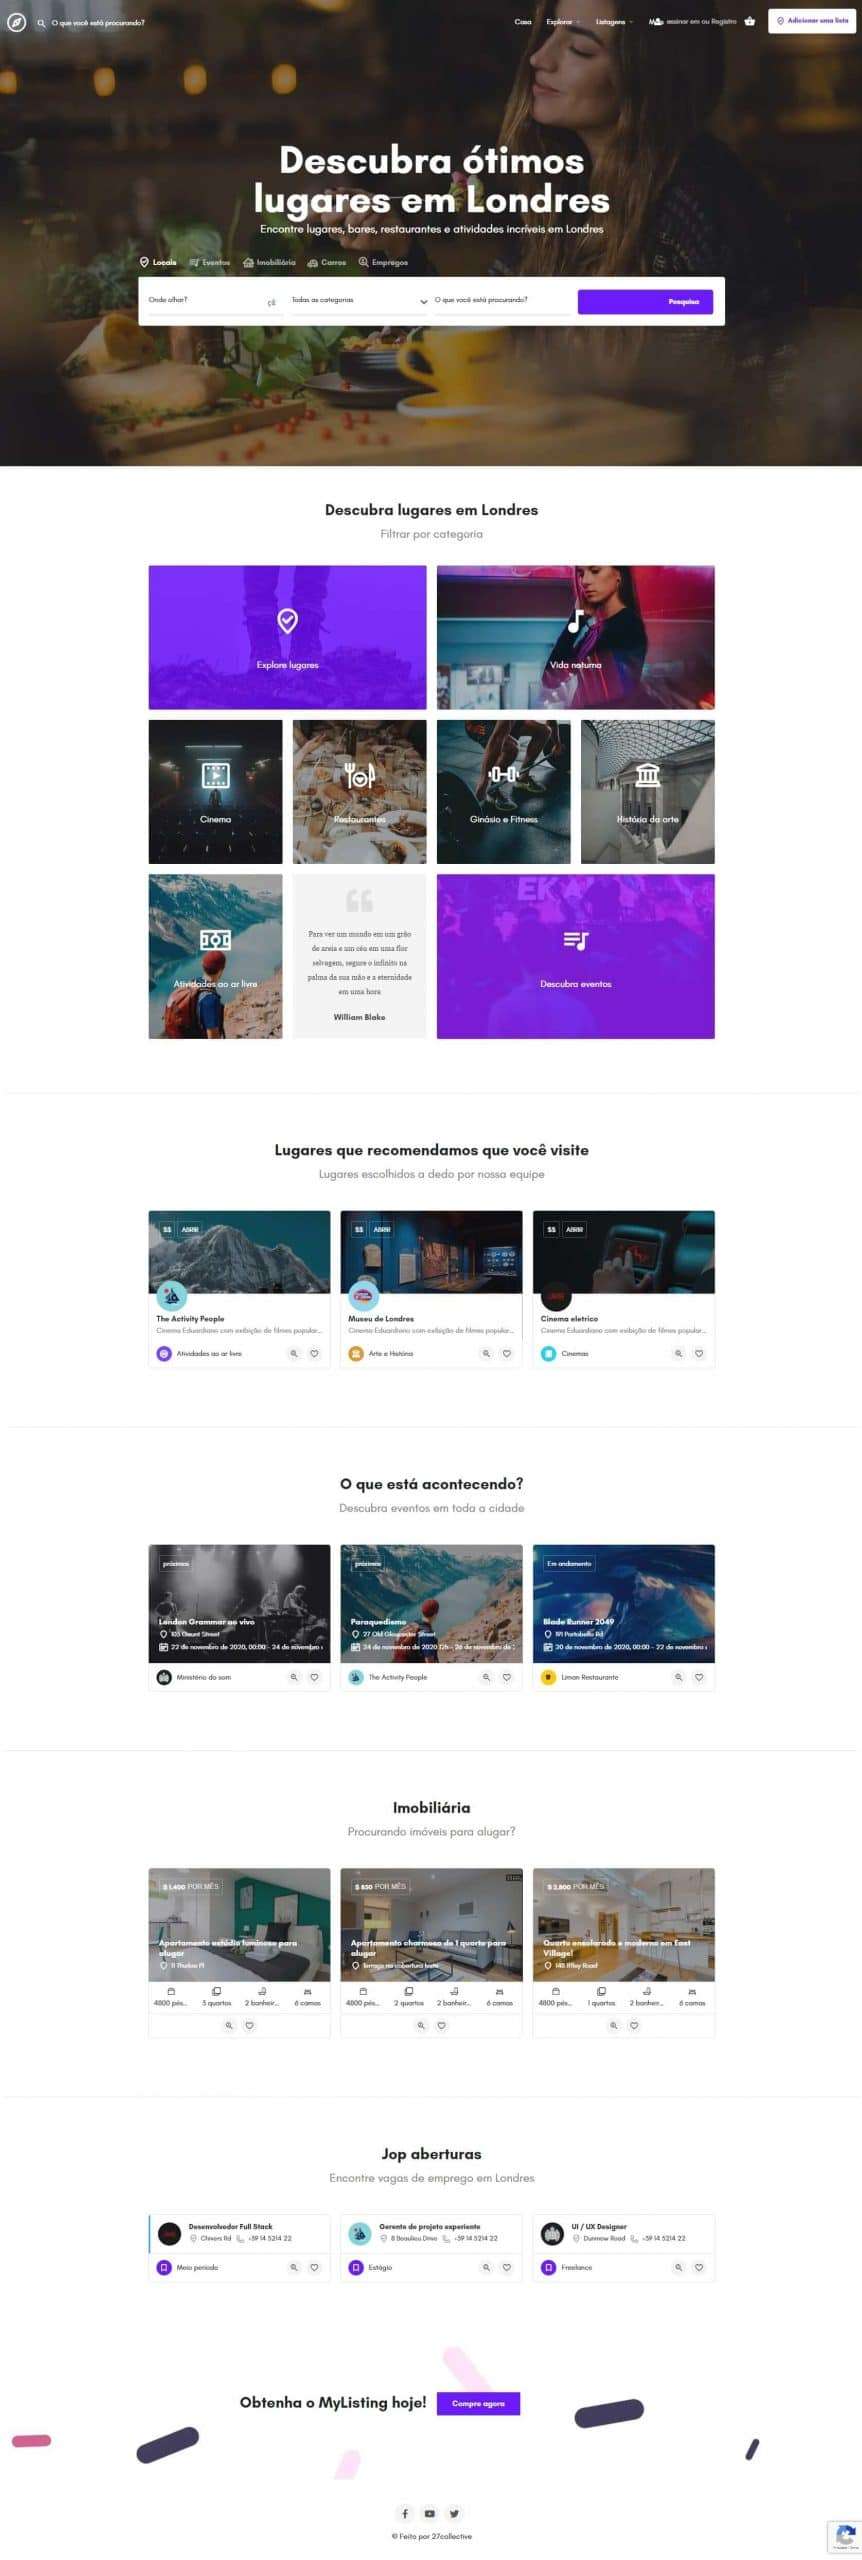 O que você está procurando?
Casa Explorar Listagens assinar em ou Registro
Adicionar uma lista
Descubra ótimos
lugares em Londres
Encontre lugares, bares, restaurantes e atividades incríveis em Londres
Locais Eventos Imobiliária Carros Empregos
Onde olhar? Todas as categorias O que você está procurando? Pesquisa
Descubra lugares em Londres
Filtrar por categoria
Explore lugares
Vida noturna
Cinema
Restaurantes
Ginásio e Fitness
História da arte
Atividades ao ar livre
Para ver um mundo em um grão
de areia e um céu em uma flor
selvagem, segure o infinito na
palma da sua mão e a eternidade
em uma hora
William Blake
Descubra eventos
Lugares que recomendamos que você visite
Lugares escolhidos a dedo por nossa equipe
$$ ABRIR
The Activity People
Cinema Eduardiano com exibição de filmes popular...
Atividades ao ar livre
$$ ABRIR
Museu de Londres
Cinema Eduardiano com exibição de filmes popular...
Arte e História
$$ ABRIR
Cinema eletrico
Cinema Eduardiano com exibição de filmes popular...
Cinemas
O que está acontecendo?
Descubra eventos em toda a cidade
próximos
London Grammar ao vivo
103 Gaunt Street
22 de novembro de 2020, 00:00 - 24 de novembro
Ministério do som
próximos
Paraquedismo
27 Old Gloucester Street
24 de novembro de 2020 12h - 26 de novembro de
The Activity People
Em andamento
Blade Runner 2049
191 Portobello Rd
20 de novembro de 2020, 00:00 - 22 de novembro
Liman Restaurante
Imobiliária
Procurando imóveis para alugar?
$ 1.400 POR MÊS
Apartamento estúdio luminoso para
alugar
11 Thurloe Pl
4800 pés... 3 quartos 2 banheir... 6 camas
$ 850 POR MÊS
Apartamento charmoso de 1 quarto para
alugar
4800 pés... 2 quartos 2 banheir... 6 camas
$ 2.800 POR MÊS
Quarto ensolarado e moderno em East
Village!
148 Iffley Road
4800 pés... 1 quartos 2 banheir... 6 camas
Jop aberturas
Encontre vagas de emprego em Londres
Desenvolvedor Full Stack
Chivers Rd +39 14 5214 22
Meio período
Gerente de projeto experiente
8 Beaulieu Drive +39 14 5214 22
Estágio
UI / UX Designer
Dunmow Road +39 14 5214 22
Freelance
Obtenha o MyListing hoje! Compre agora
© Feito por 27collective